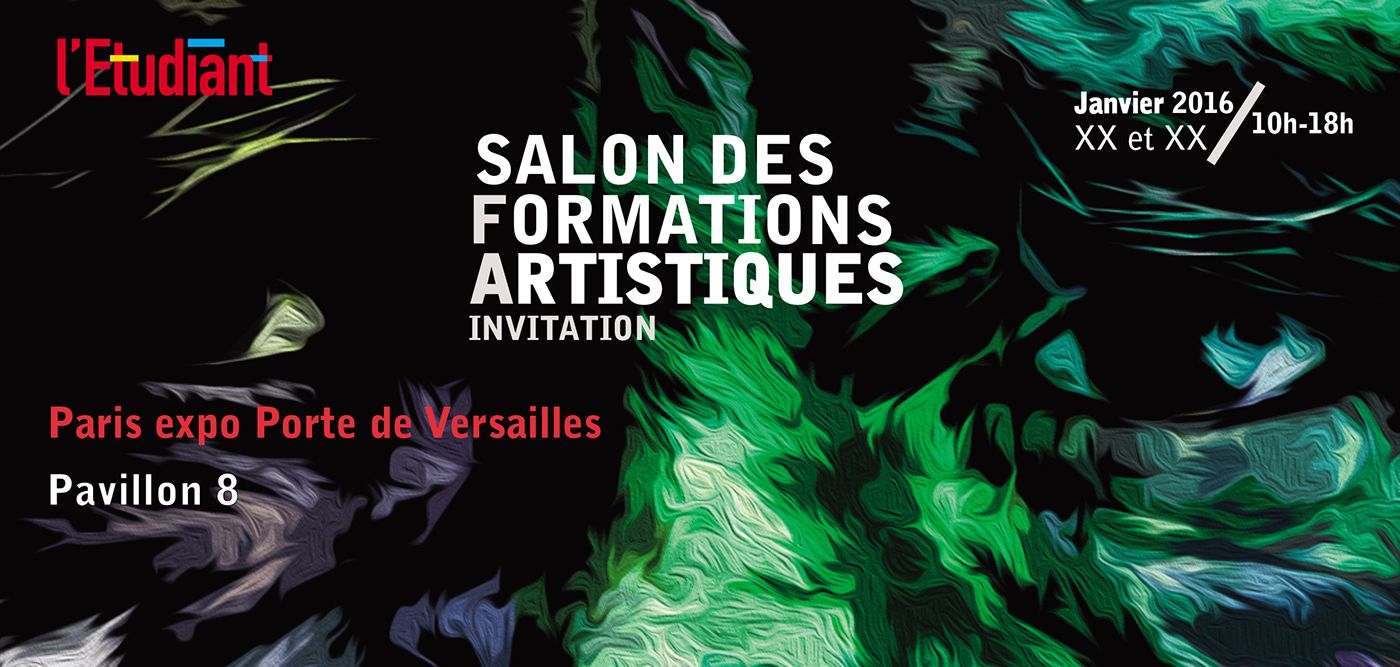 l'Etudiant
Janvier 2016
XX et XX
10h-18h
SALON DES
FORMATIONS
ARTISTIQUES
INVITATION
Paris expo Porte de Versailles
Pavillon 8